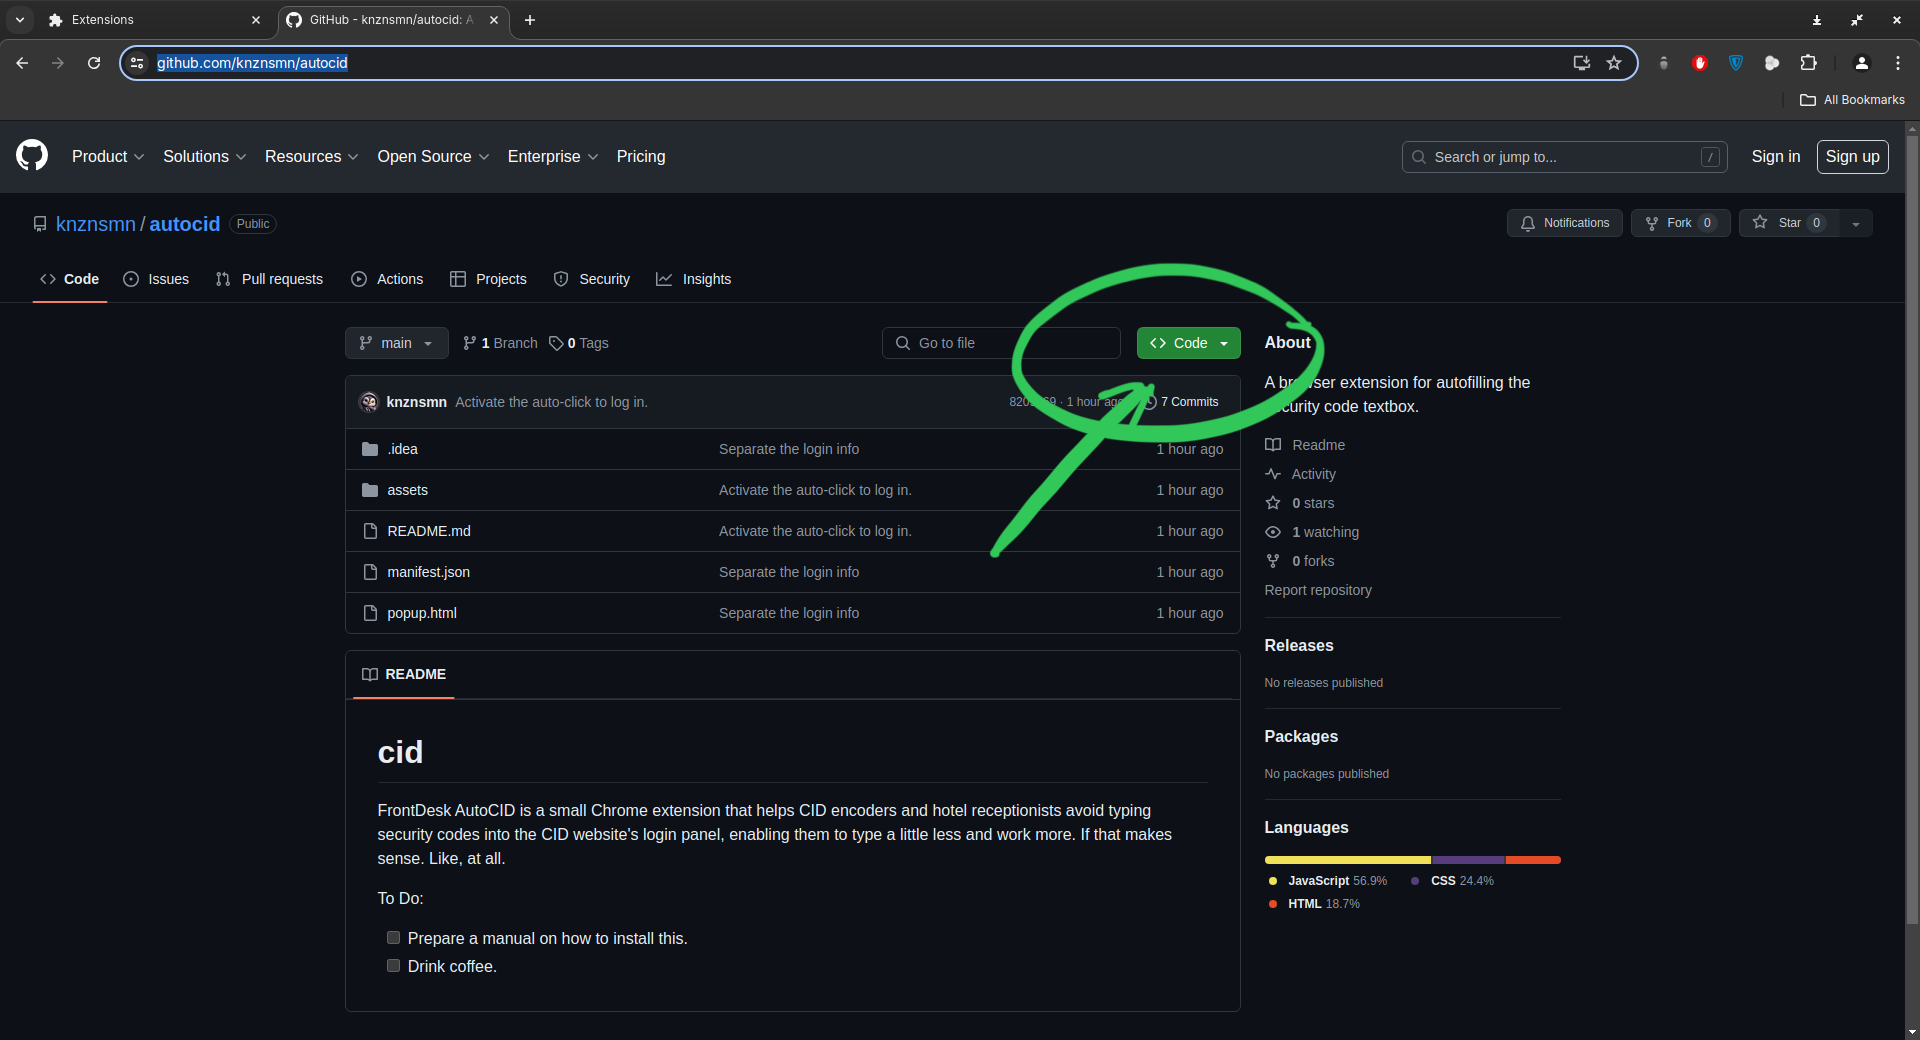 Extensions
GitHub - knznsmn/autocid: A
github.com/knznsmn/autocid
All Bookmarks
Product Solutions Resources Open Source Enterprise Pricing
Search or jump to... /
Sign in Sign up
knznsmn / autocid Public
Notifications Fork 0 Star 0
Code Issues Pull requests Actions Projects Security Insights
main 1 Branch 0 Tags Go to file Code
knznsmn Activate the auto-click to log in. 1 hour ago 7 Commits
.idea Separate the login info 1 hour ago
assets Activate the auto-click to log in. 1 hour ago
README.md Activate the auto-click to log in. 1 hour ago
manifest.json Separate the login info 1 hour ago
popup.html Separate the login info 1 hour ago
README
cid
FrontDesk AutoCID is a small Chrome extension that helps CID encoders and hotel receptionists avoid typing
security codes into the CID website's login panel, enabling them to type a little less and work more. If that makes
sense. Like, at all.
To Do:
Prepare a manual on how to install this.
Drink coffee.
About
A browser extension for autofilling the
security code textbox.
Readme
Activity
0 stars
1 watching
0 forks
Report repository
Releases
No releases published
Packages
No packages published
Languages
JavaScript 56.9% CSS 24.4%
HTML 18.7%